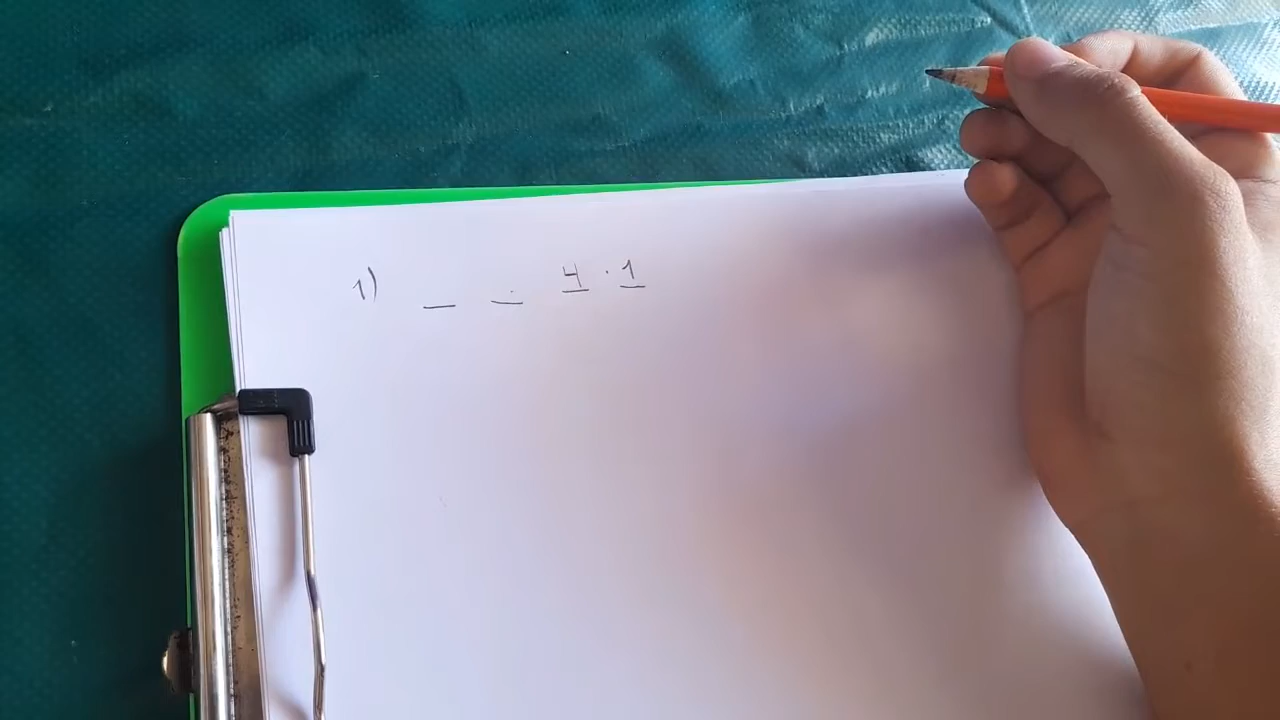 1) _ _ 4 · 1